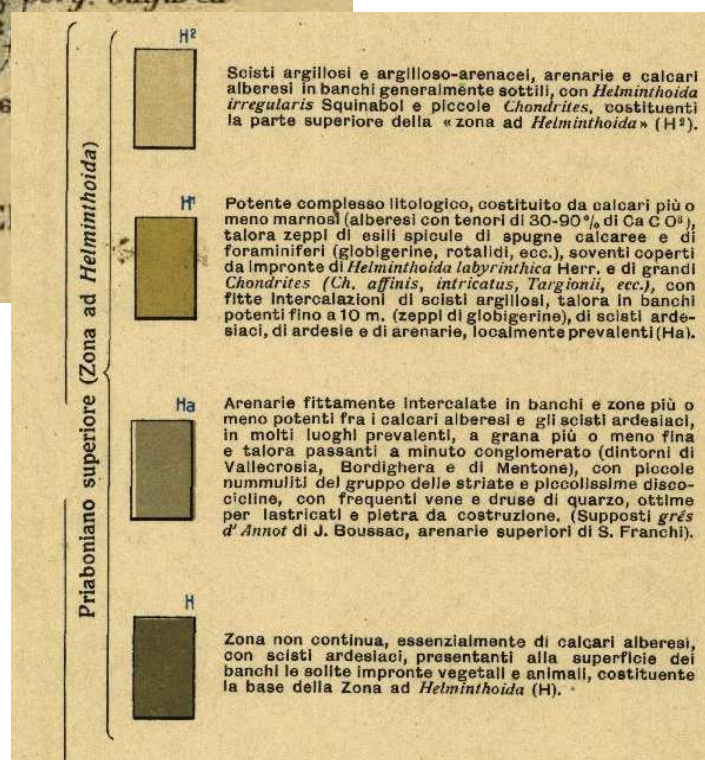 H²
Scisti argillosi e argilloso-arenacei, arenarie e calcari
alberesi in banchi generalmente sottili, con Helminthoida
irregularis Squinabol e piccole Chondrites, costituenti
la parte superiore della « zona ad Helminthoida » (H²).
Priaboniano superiore (Zona ad Helminthoida)
H¹
Potente complesso litologico, costituito da calcari più o
meno marnosi (alberesi con tenori di 30-90 % di Ca C O³),
talora zeppi di esili spicule di spugne calcaree e di
foraminiferi (globigerine, rotalidi, ecc.), soventi coperti
da impronte di Helminthoida labyrinthica Herr. e di grandi
Chondrites (Ch. affinis, intricatus, Targionii, ecc.), con
fitte intercalazioni di scisti argillosi, talora in banchi
potenti fino a 10 m. (zeppi di globigerine), di scisti arde-
siaci, di ardesie e di arenarie, localmente prevalenti (Ha).
Ha
Arenarie fittamente intercalate in banchi e zone più o
meno potenti fra i calcari alberesi e gli scisti ardesiaci,
in molti luoghi prevalenti, a grana più o meno fina
e talora passanti a minuto conglomerato (dintorni di
Vallecrosia, Bordighera e di Mentone), con piccole
nummuliti del gruppo delle striate e piccolissime disco-
cicline, con frequenti vene e druse di quarzo, ottime
per lastricati e pietra da costruzione. (Supposti grés
d'Annot di J. Boussac, arenarie superiori di S. Franchi).
H
Zona non continua, essenzialmente di calcari alberesi,
con scisti ardesiaci, presentanti alla superficie dei
banchi le solite impronte vegetali e animali, costituente
la base della Zona ad Helminthoida (H).